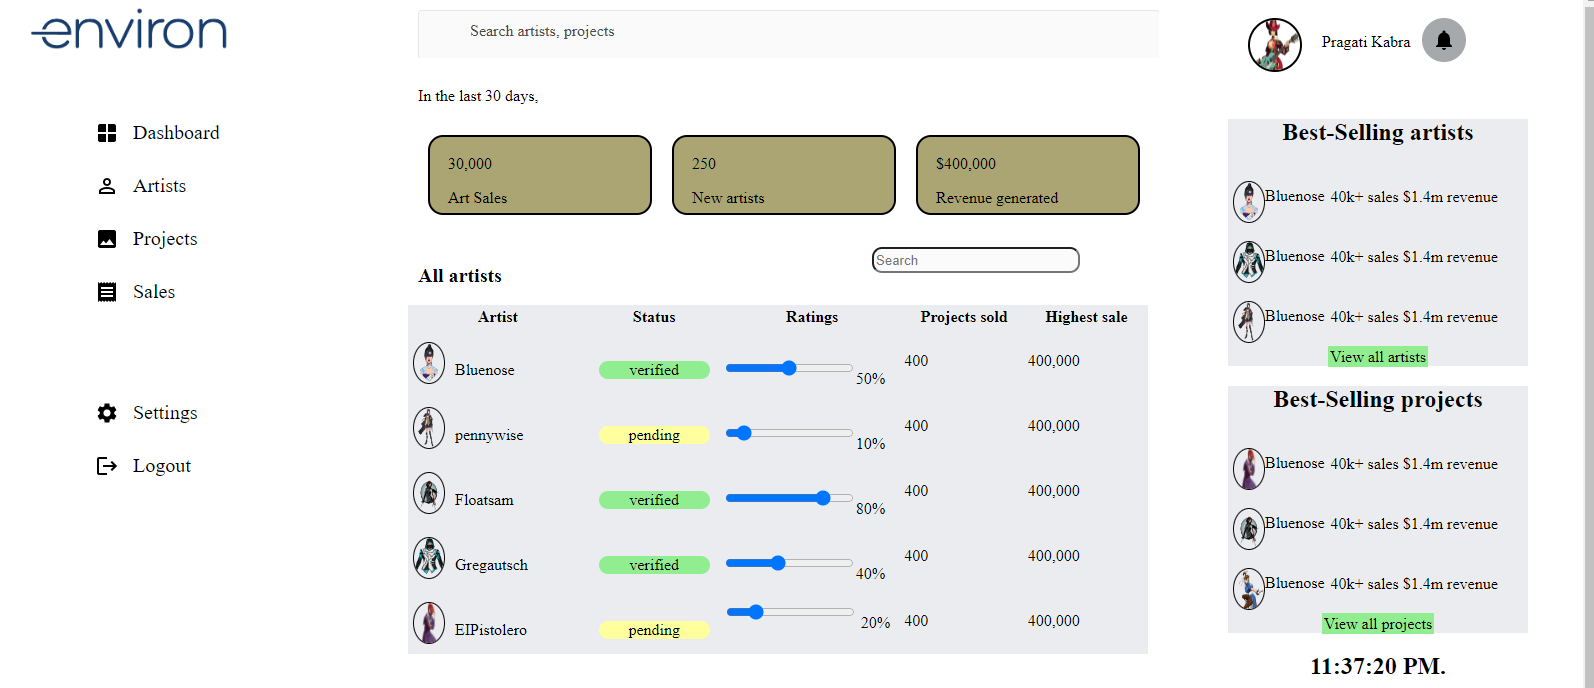 environ
Search artists, projects
Pragati Kabra
Dashboard
Artists
Projects
Sales
Settings
Logout
In the last 30 days,
30,000
Art Sales
250
New artists
$400,000
Revenue generated
All artists
Search
Artist Status Ratings Projects sold Highest sale
Bluenose verified 50% 400 400,000
pennywise pending 10% 400 400,000
Floatsam verified 80% 400 400,000
Gregautsch verified 40% 400 400,000
EIPistolero pending 20% 400 400,000
Best-Selling artists
Bluenose 40k+ sales $1.4m revenue
Bluenose 40k+ sales $1.4m revenue
Bluenose 40k+ sales $1.4m revenue
View all artists
Best-Selling projects
Bluenose 40k+ sales $1.4m revenue
Bluenose 40k+ sales $1.4m revenue
Bluenose 40k+ sales $1.4m revenue
View all projects
11:37:20 PM.